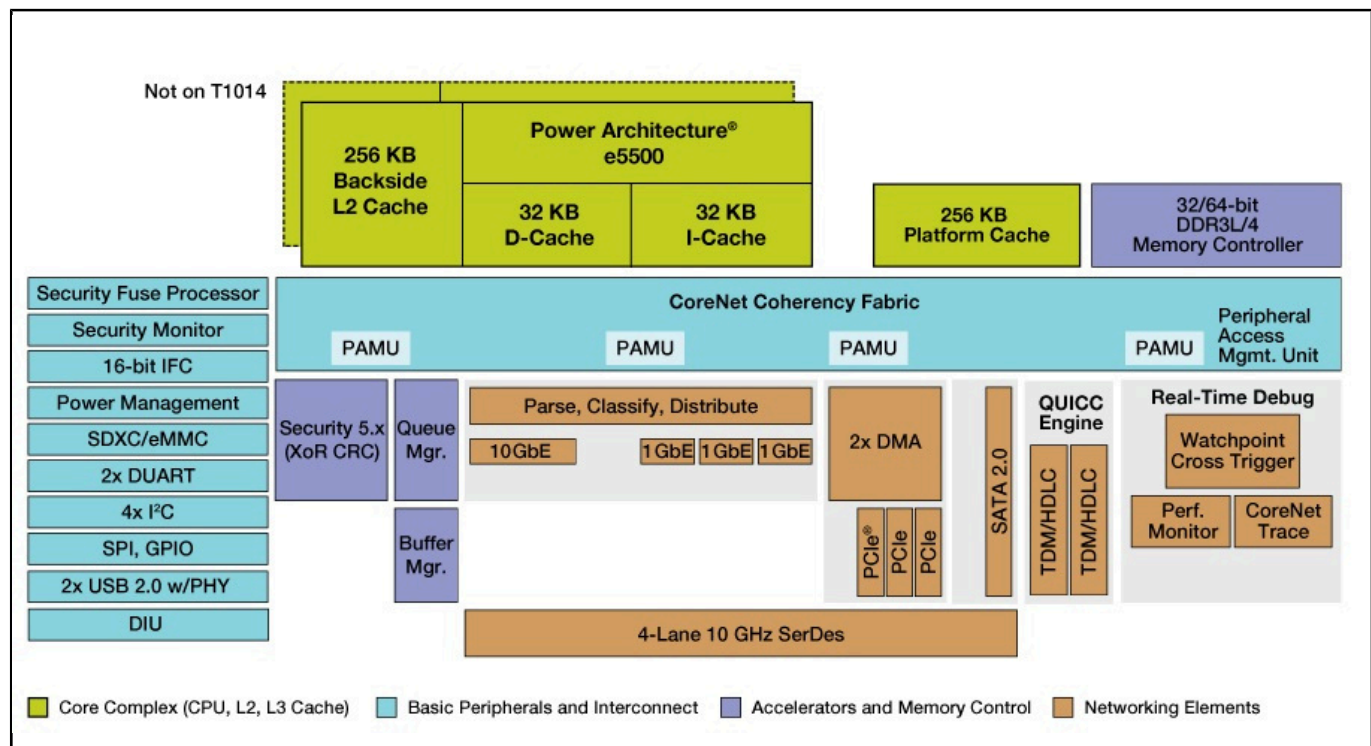 Not on T1014
256 KB
Backside
L2 Cache
Power Architecture®
e5500
32 KB
D-Cache
32 KB
I-Cache
256 KB
Platform Cache
32/64-bit
DDR3L/4
Memory Controller
Security Fuse Processor
Security Monitor
16-bit IFC
Power Management
SDXC/eMMC
2x DUART
4x I²C
SPI, GPIO
2x USB 2.0 w/PHY
DIU
CoreNet Coherency Fabric
PAMU
PAMU
PAMU
PAMU
Peripheral
Access
Mgmt. Unit
Security 5.x
(XoR CRC)
Queue
Mgr.
Buffer
Mgr.
Parse, Classify, Distribute
10GbE
1GbE
1GbE
1GbE
2x DMA
PCIe®
PCIe
PCIe
SATA 2.0
QUICC
Engine
TDM/HDLC
TDM/HDLC
Real-Time Debug
Watchpoint
Cross Trigger
Perf.
Monitor
CoreNet
Trace
4-Lane 10 GHz SerDes
Core Complex (CPU, L2, L3 Cache)
Basic Peripherals and Interconnect
Accelerators and Memory Control
Networking Elements